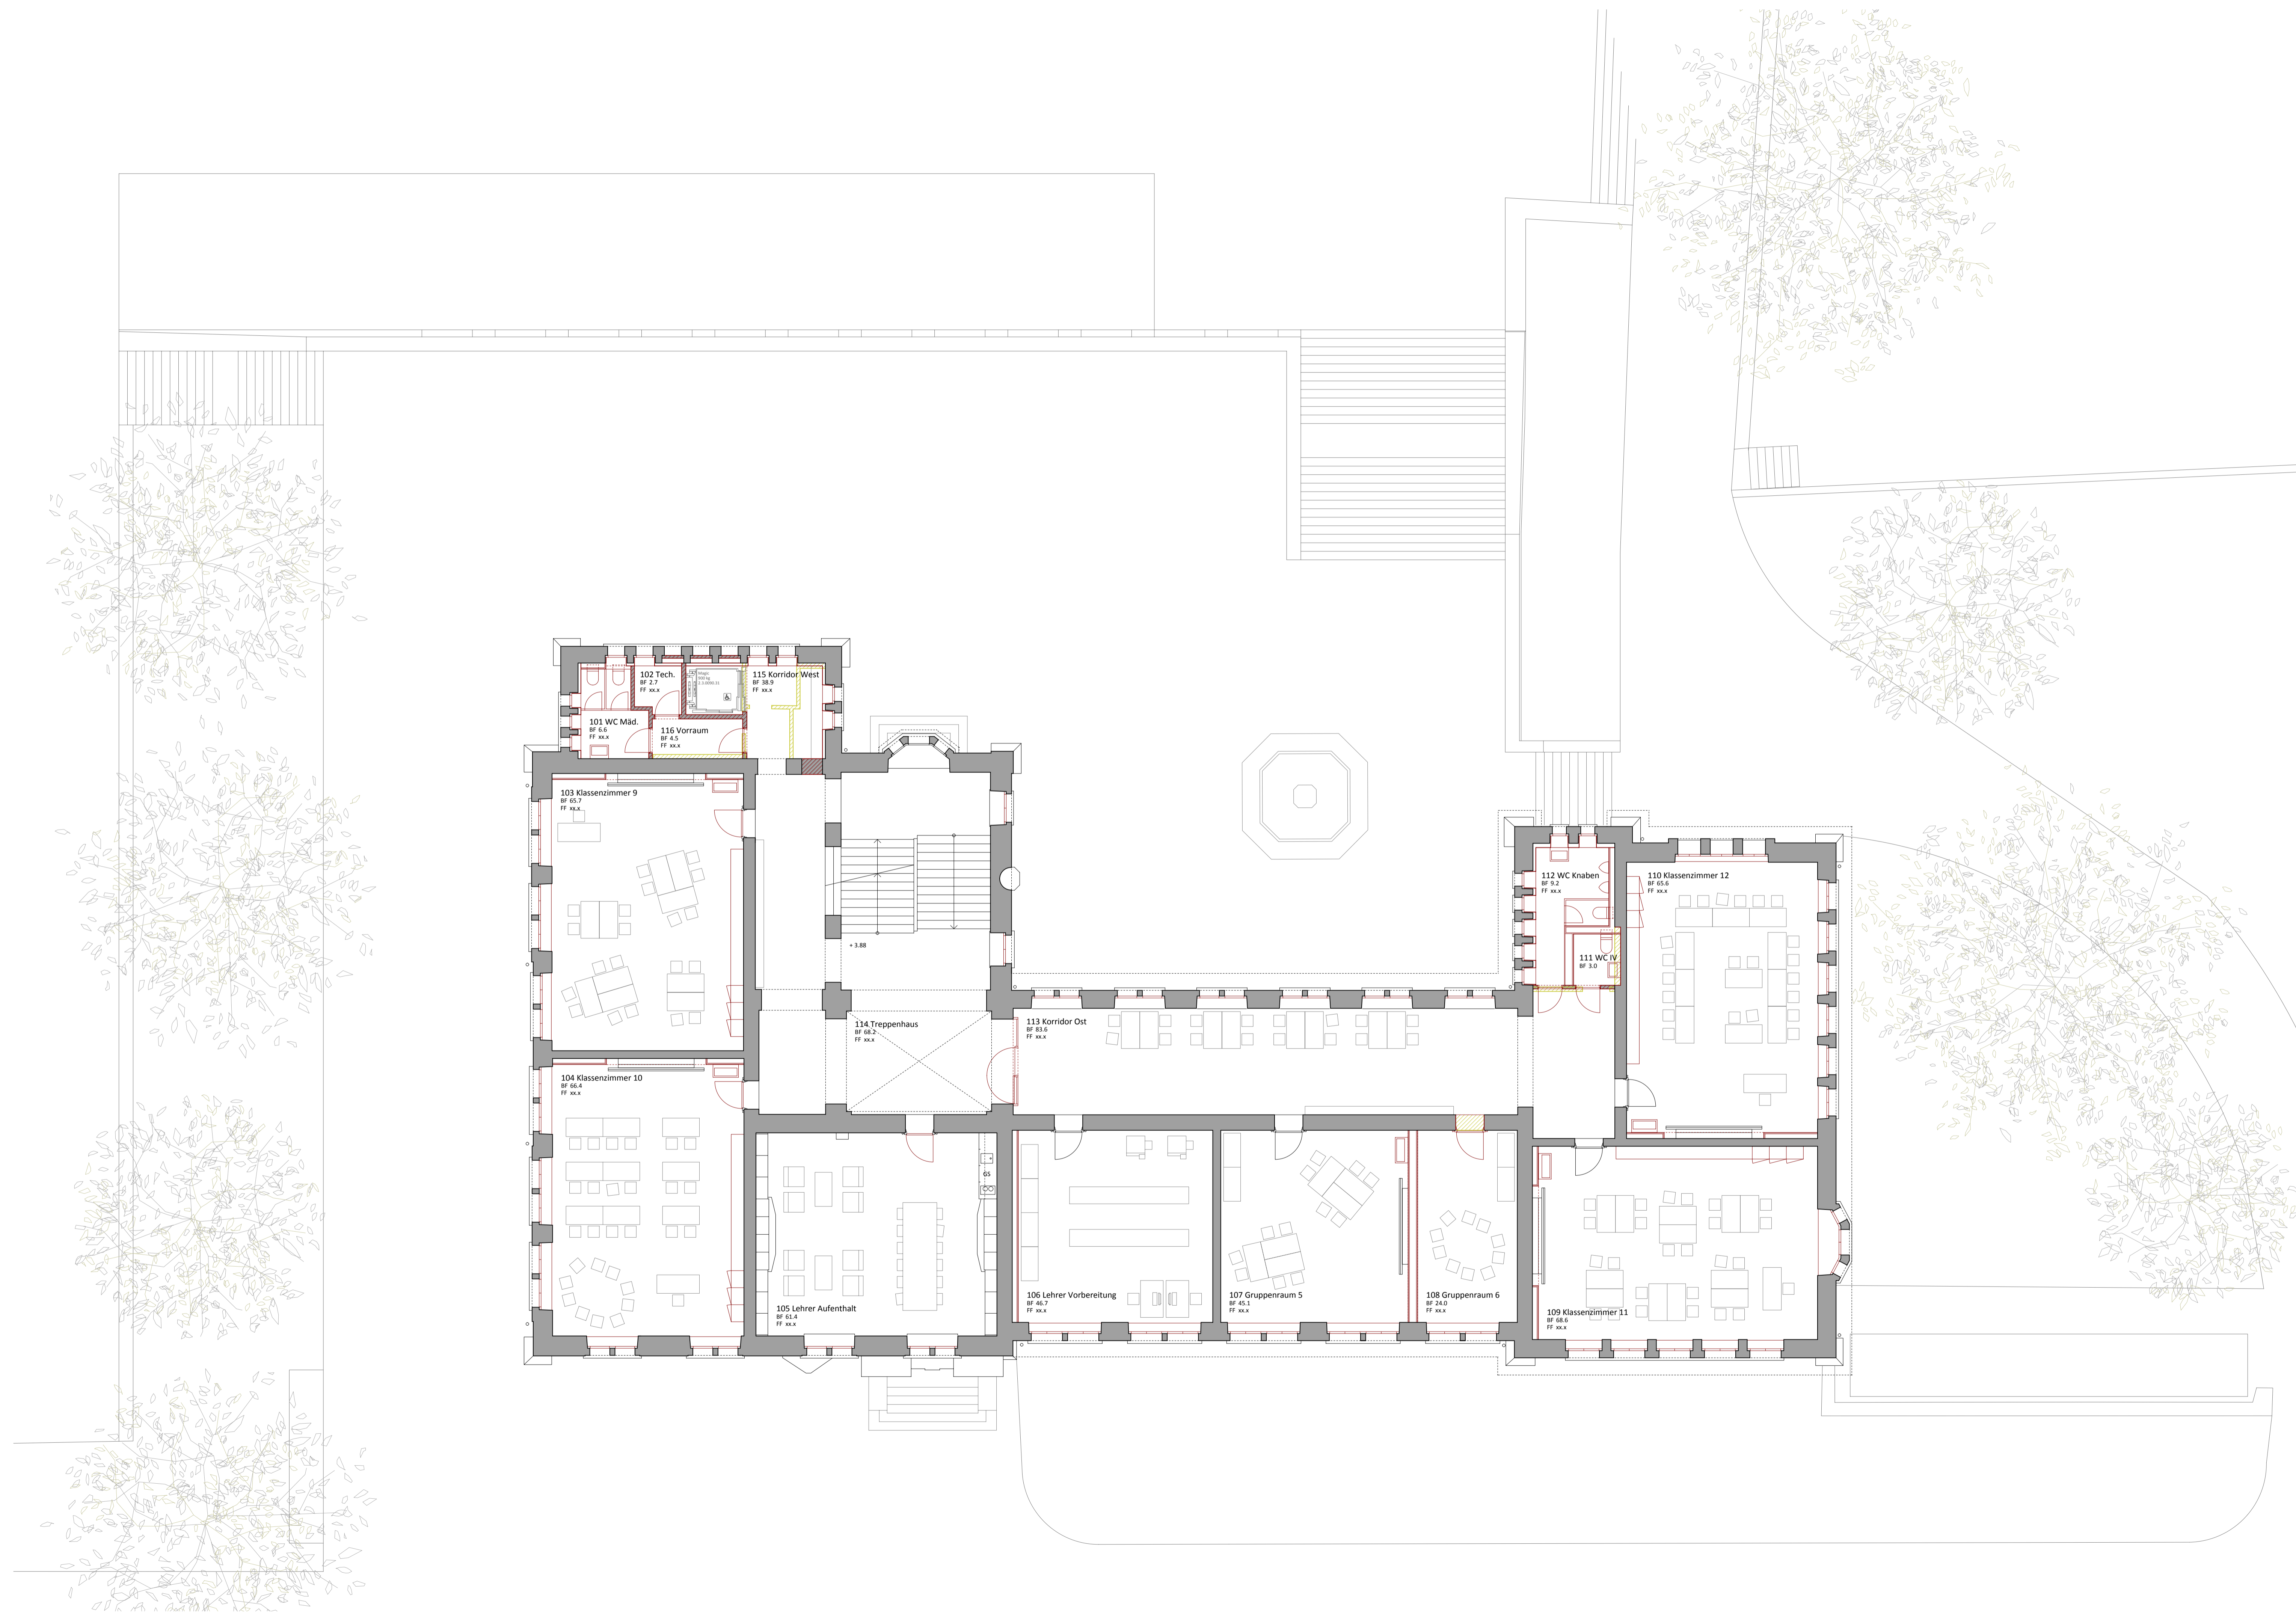 102 Tech.
BF 2.7
FF xx.x
115 Korridor West
BF 38.9
FF xx.x
101 WC Mäd.
BF 6.6
FF xx.x
116 Vorraum
BF 4.5
FF xx.x
103 Klassenzimmer 9
BF 65.7
FF xx.x
112 WC Knaben
BF 9.2
FF xx.x
110 Klassenzimmer 12
BF 65.6
FF xx.x
+ 3.88
111 WC IV
BF 3.0
114 Treppenhaus
BF 68.2
FF xx.x
113 Korridor Ost
BF 83.6
FF xx.x
104 Klassenzimmer 10
BF 66.4
FF xx.x
GS
105 Lehrer Aufenthalt
BF 61.4
FF xx.x
106 Lehrer Vorbereitung
BF 46.7
FF xx.x
107 Gruppenraum 5
BF 45.1
FF xx.x
108 Gruppenraum 6
BF 24.0
FF xx.x
109 Klassenzimmer 11
BF 68.6
FF xx.x